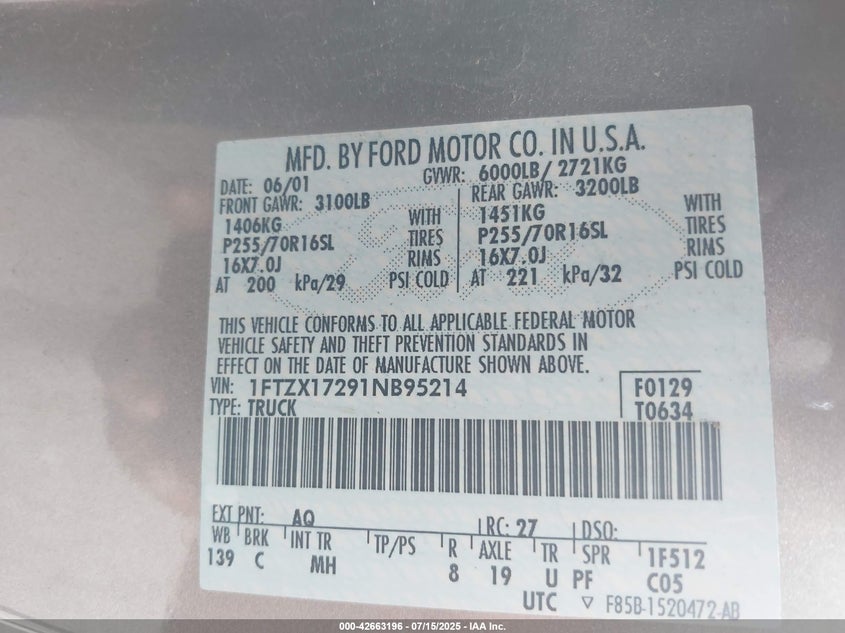 MFD. BY FORD MOTOR CO. IN U.S.A.
DATE: 06/01 GVWR: 6000LB/ 2721KG
FRONT GAWR: 3100LB REAR GAWR: 3200LB
1406KG WITH 1451KG WITH
P255/70R16SL TIRES P255/70R16SL TIRES
16X7.0J RIMS 16X7.0J RIMS
AT 200 kPa/29 PSI COLD AT 221 kPa/32 PSI COLD
THIS VEHICLE CONFORMS TO ALL APPLICABLE FEDERAL MOTOR
VEHICLE SAFETY AND THEFT PREVENTION STANDARDS IN
EFFECT ON THE DATE OF MANUFACTURE SHOWN ABOVE.
VIN: 1FTZX17291NB95214 F0129
TYPE: TRUCK T0634
EXT PNT: AQ RC: 27 DSO:
WB BRK INT TR TP/PS R AXLE TR SPR 1F512
139 C MH 8 19 U PF C05
UTC ▽ F85B-1520472-AB
000-42663196 - 07/15/2025 - IAA Inc.